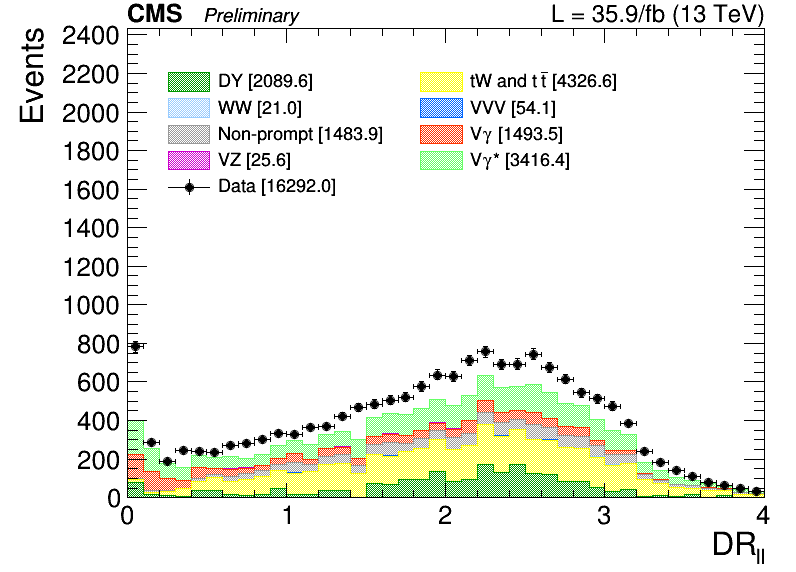 CMS Preliminary L = 35.9/fb (13 TeV)
Events
2400
2200
2000
1800
1600
1400
1200
1000
800
600
400
200
0
DY [2089.6]
WW [21.0]
Non-prompt [1483.9]
VZ [25.6]
Data [16292.0]
tW and tt̅ [4326.6]
VVV [54.1]
Vγ [1493.5]
Vγ* [3416.4]
0 1 2 3 4
DRll